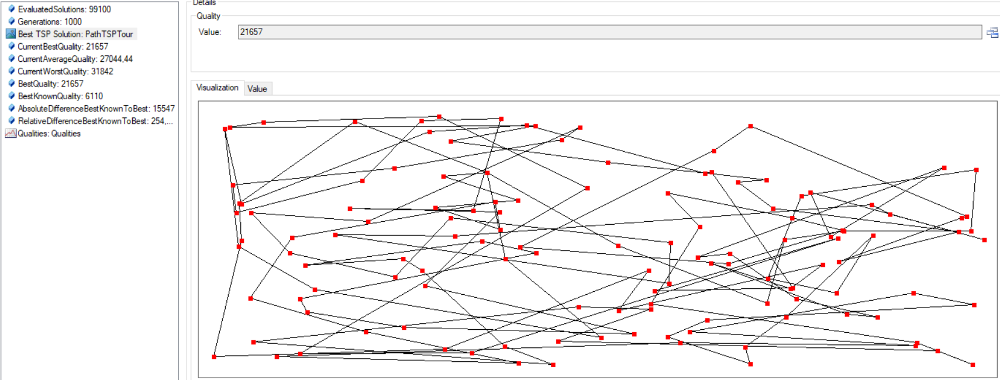 EvaluatedSolutions: 99100
Generations: 1000
Best TSP Solution: PathTSPTour
CurrentBestQuality: 21657
CurrentAverageQuality: 27044,44
CurrentWorstQuality: 31842
BestQuality: 21657
BestKnownQuality: 6110
AbsoluteDifferenceBestKnownToBest: 15547
RelativeDifferenceBestKnownToBest: 254,...
Qualities: Qualities
Details
Quality
Value: 21657
Visualization Value